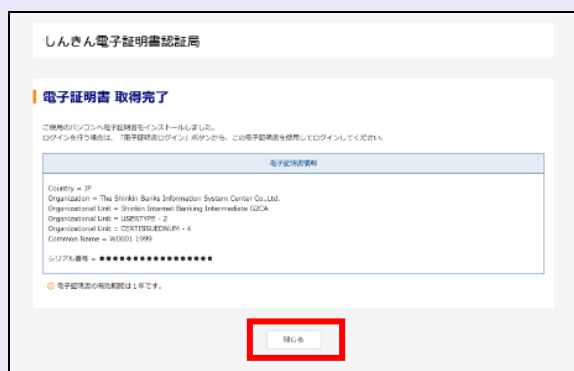 しんきん電子証明書認証局
電子証明書 取得完了
ご使用のパソコンへ電子証明書をインストールしました。
ログインを行う場合は、「電子証明書ログイン」ボタンから、この電子証明書を使用してログインしてください。
電子証明書情報
Country = JP
Organization = The Shinkin Banks Information System Center Co.,Ltd.
Organizational Unit = Shinkin Internet Banking Intermediate G2CA
Organizational Unit = USERTYPE - 2
Organizational Unit = CERTISSUEDNUM - 4
Common Name = W0001 1999
シリアル番号 = ●●●●●●●●●●●●●●●●●
電子証明書の有効期間は1年です。
閉じる